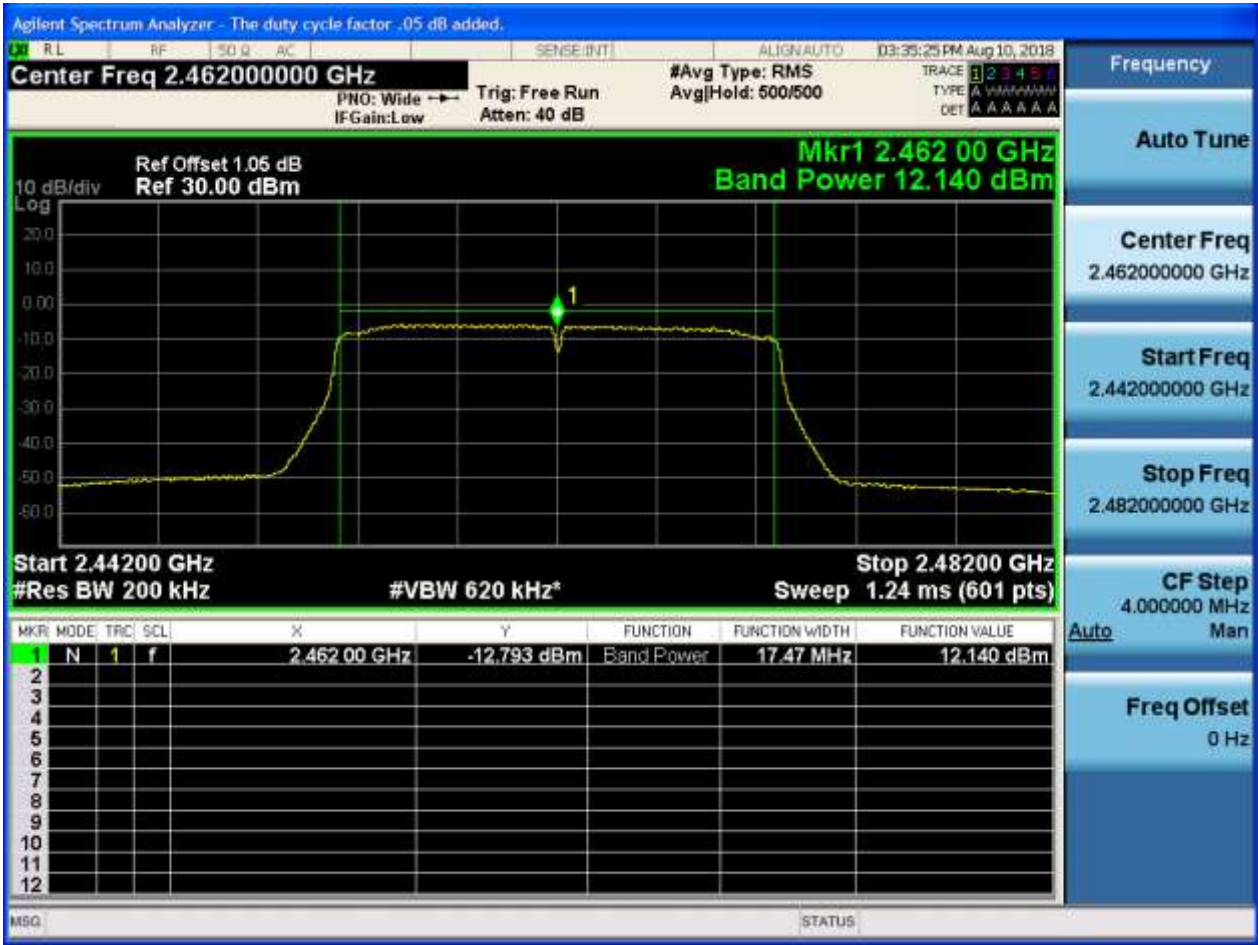 Agilent Spectrum Analyzer - The duty cycle factor .05 dB added.
RL RF 50 Ω AC SENSE:INT ALIGN AUTO 03:35:25 PM Aug 10, 2018
Center Freq 2.462000000 GHz
PNO: Wide
IFGain:Low
Trig: Free Run
Atten: 40 dB
#Avg Type: RMS
Avg|Hold: 500/500
TRACE 1 2 3 4 5 6
TYPE A
DET A A A A A A
Ref Offset 1.05 dB
10 dB/div Ref 30.00 dBm
Log
Mkr1 2.462 00 GHz
Band Power 12.140 dBm
20.0
10.0
0.00
-10.0
-20.0
-30.0
-40.0
-50.0
-60.0
1
Start 2.44200 GHz Stop 2.48200 GHz
#Res BW 200 kHz #VBW 620 kHz* Sweep 1.24 ms (601 pts)
MKR MODE TRC SCL X Y FUNCTION FUNCTION WIDTH FUNCTION VALUE
1 N 1 f 2.462 00 GHz -12.793 dBm Band Power 17.47 MHz 12.140 dBm
2
3
4
5
6
7
8
9
10
11
12
MSG STATUS
Frequency
Auto Tune
Center Freq
2.462000000 GHz
Start Freq
2.442000000 GHz
Stop Freq
2.482000000 GHz
CF Step
4.000000 MHz
Auto Man
Freq Offset
0 Hz